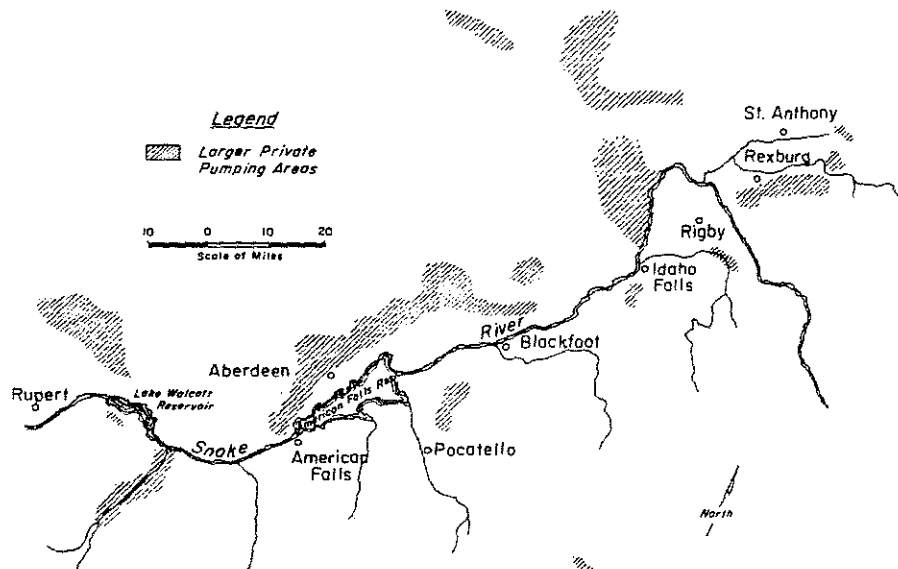 Legend
Larger Private
Pumping Areas
10 0 10 20
Scale of Miles
St. Anthony
Rexburg
Rigby
Idaho
Falls
River
Blackfoot
Aberdeen
American Falls Res.
Rupert
Lake Walcott
Reservoir
Snake
American
Falls
Pocatello
North